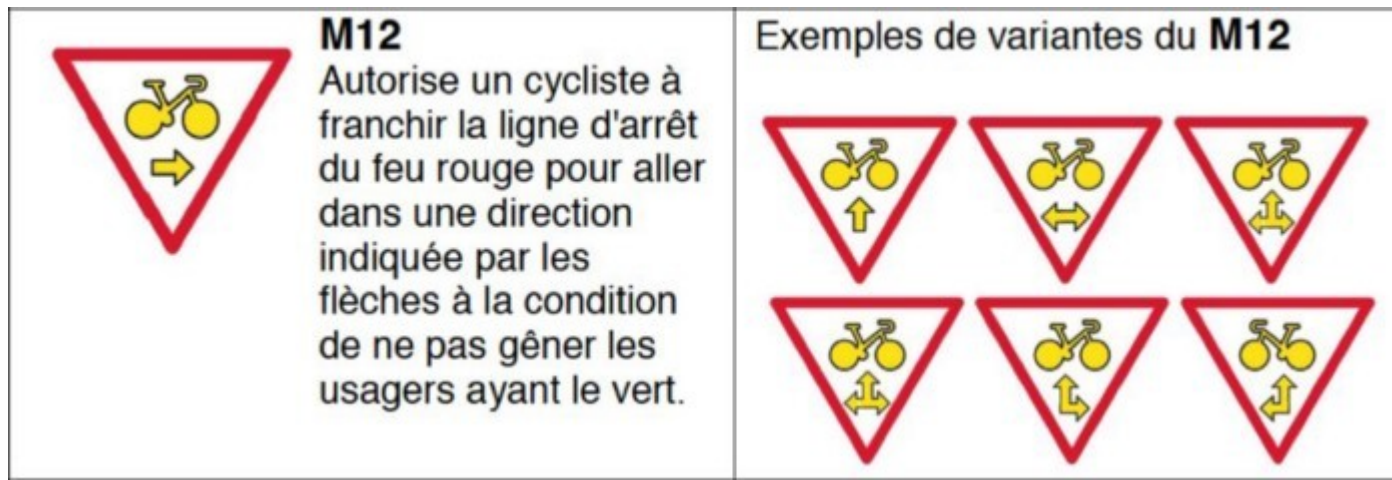 M12
Autorise un cycliste à
franchir la ligne d'arrêt
du feu rouge pour aller
dans une direction
indiquée par les
flèches à la condition
de ne pas gêner les
usagers ayant le vert.
Exemples de variantes du M12